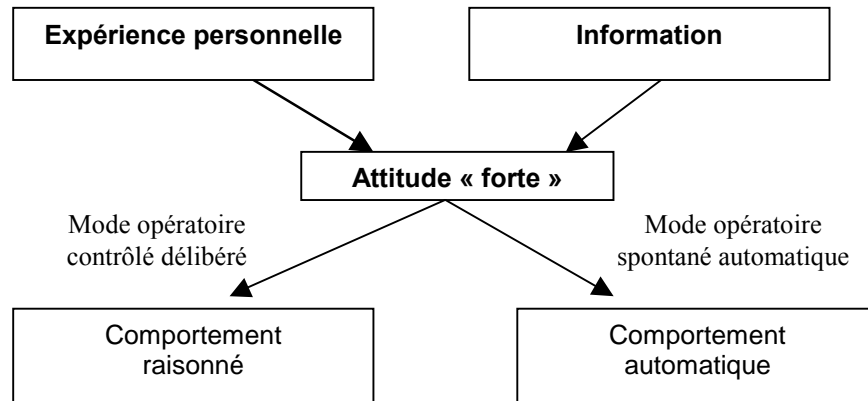 Expérience personnelle
Information
Attitude « forte »
Mode opératoire
contrôlé délibéré
Mode opératoire
spontané automatique
Comportement
raisonné
Comportement
automatique